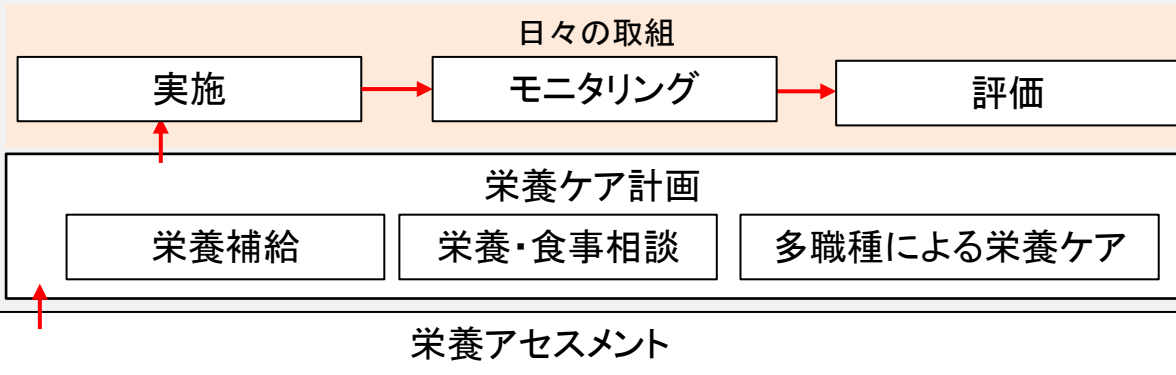 日々の取組
実施
モニタリング
評価
栄養ケア計画
栄養補給
栄養・食事相談
多職種による栄養ケア
栄養アセスメント